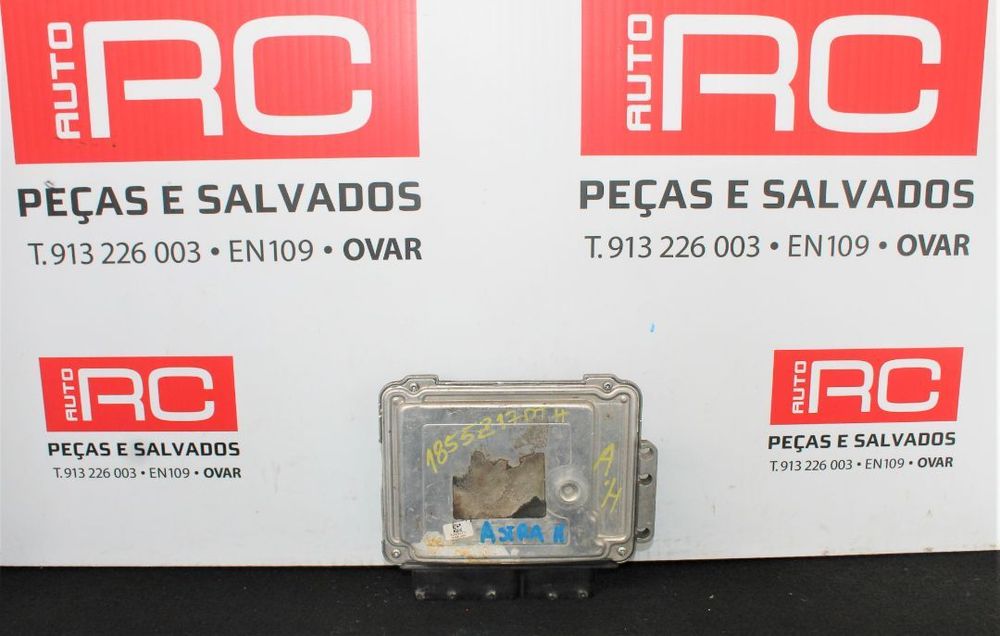 AUTO RC
PEÇAS E SALVADOS
T. 913 226 003 • EN109 • OVAR
AUTO RC
PEÇAS E SALVADOS
T. 913 226 003 • EN109 • OVAR
AUTO RC
PEÇAS E SALVADOS
T. 913 226 003 • EN109 • OVAR
AUTO RC
PEÇAS E SALVADOS
T. 913 226 003 • EN109 • OVAR
A-H
ASTRA H